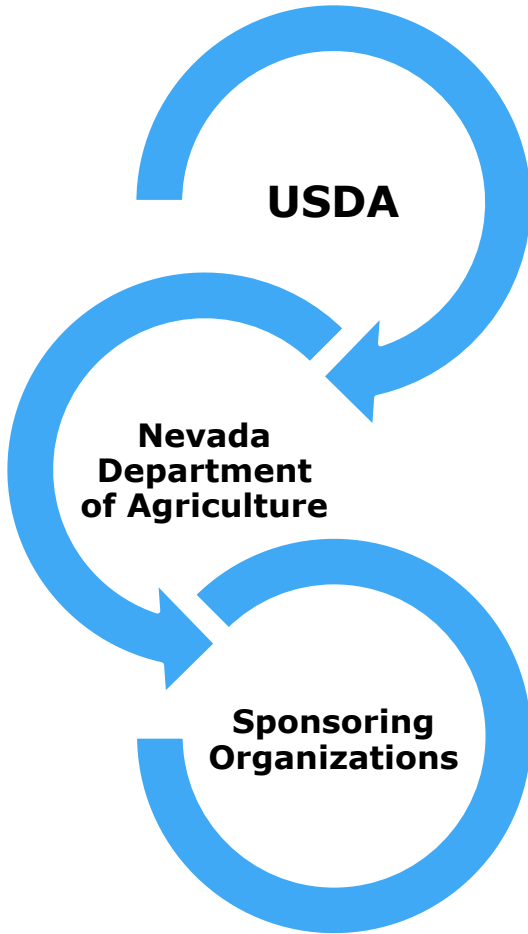 USDA
Nevada
Department
of Agriculture
Sponsoring
Organizations